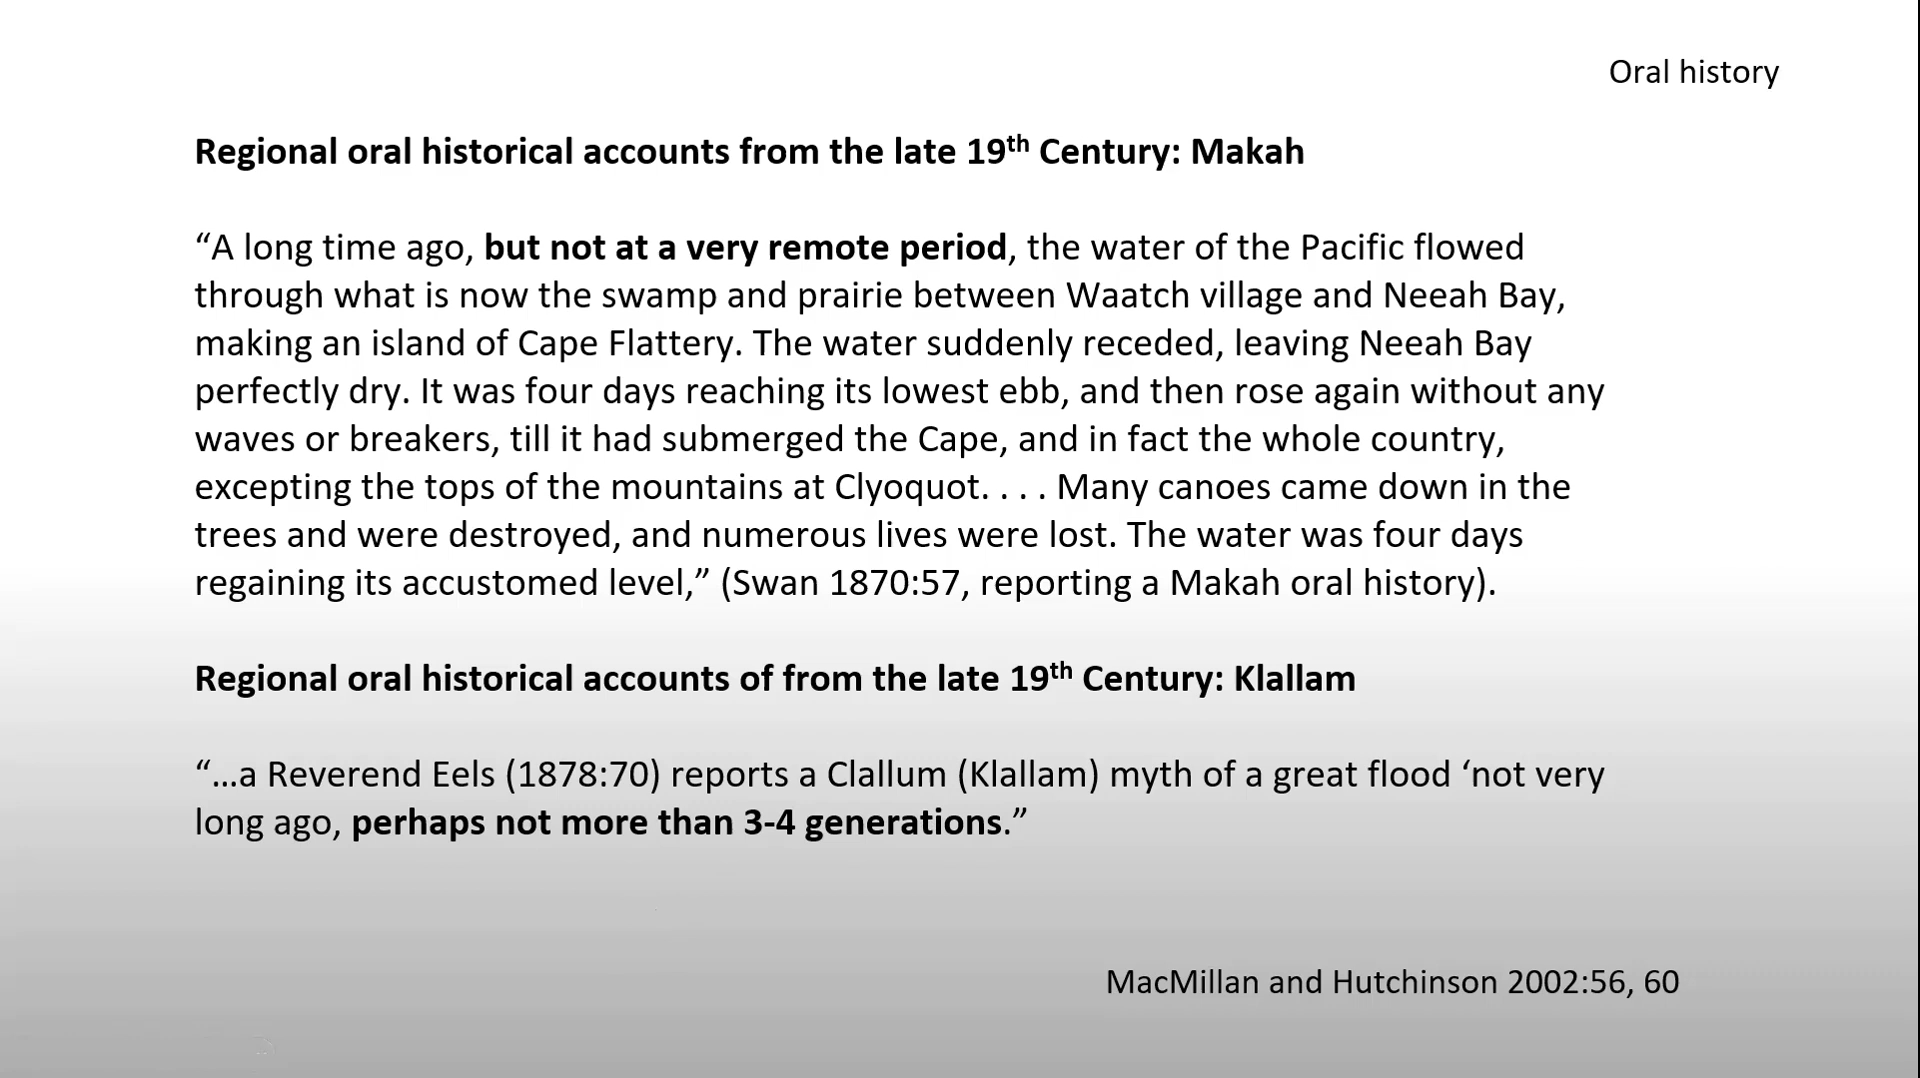 Oral history
Regional oral historical accounts from the late 19th Century: Makah
“A long time ago, but not at a very remote period, the water of the Pacific flowed
through what is now the swamp and prairie between Waatch village and Neeah Bay,
making an island of Cape Flattery. The water suddenly receded, leaving Neeah Bay
perfectly dry. It was four days reaching its lowest ebb, and then rose again without any
waves or breakers, till it had submerged the Cape, and in fact the whole country,
excepting the tops of the mountains at Clyoquot. . . . Many canoes came down in the
trees and were destroyed, and numerous lives were lost. The water was four days
regaining its accustomed level,” (Swan 1870:57, reporting a Makah oral history).
Regional oral historical accounts of from the late 19th Century: Klallam
“…a Reverend Eels (1878:70) reports a Clallum (Klallam) myth of a great flood ‘not very
long ago, perhaps not more than 3-4 generations.”
MacMillan and Hutchinson 2002:56, 60